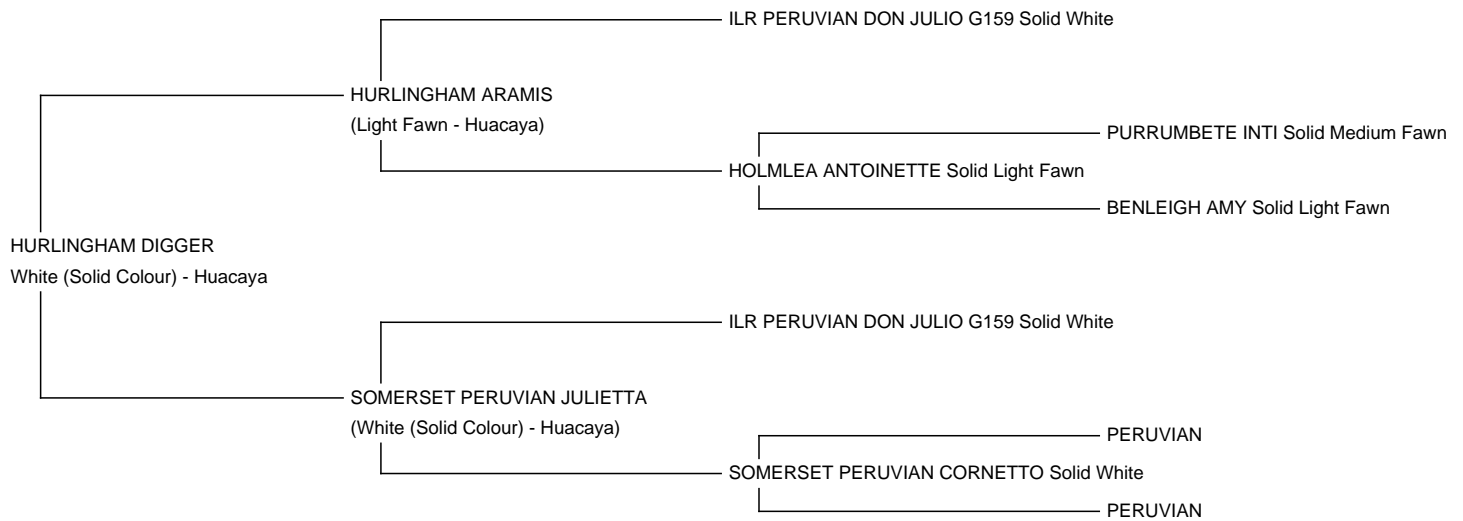 ILR PERUVIAN DON JULIO G159 Solid White
HURLINGHAM ARAMIS
(Light Fawn - Huacaya)
PURRUMBETE INTI Solid Medium Fawn
HOLMLEA ANTOINETTE Solid Light Fawn
BENLEIGH AMY Solid Light Fawn
HURLINGHAM DIGGER
White (Solid Colour) - Huacaya
ILR PERUVIAN DON JULIO G159 Solid White
SOMERSET PERUVIAN JULIETTA
(White (Solid Colour) - Huacaya)
PERUVIAN
SOMERSET PERUVIAN CORNETTO Solid White
PERUVIAN